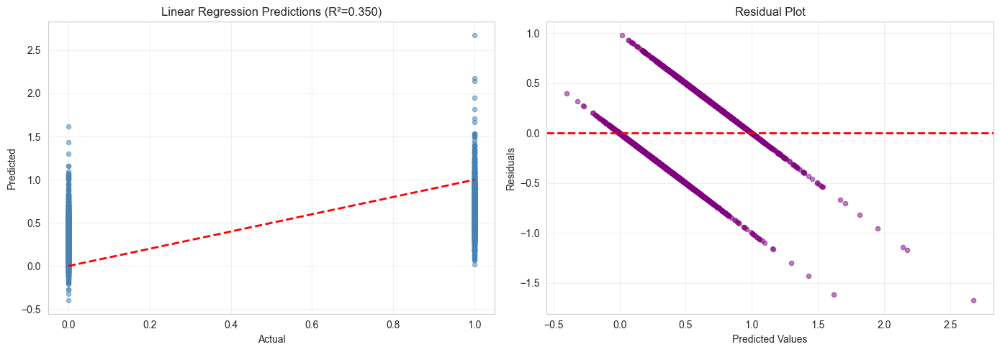 Linear Regression Predictions (R²=0.350)
Predicted
2.5
2.0
1.5
1.0
0.5
0.0
−0.5
0.0 0.2 0.4 0.6 0.8 1.0
Actual
Residual Plot
Residuals
1.0
0.5
0.0
−0.5
−1.0
−1.5
−0.5 0.0 0.5 1.0 1.5 2.0 2.5
Predicted Values